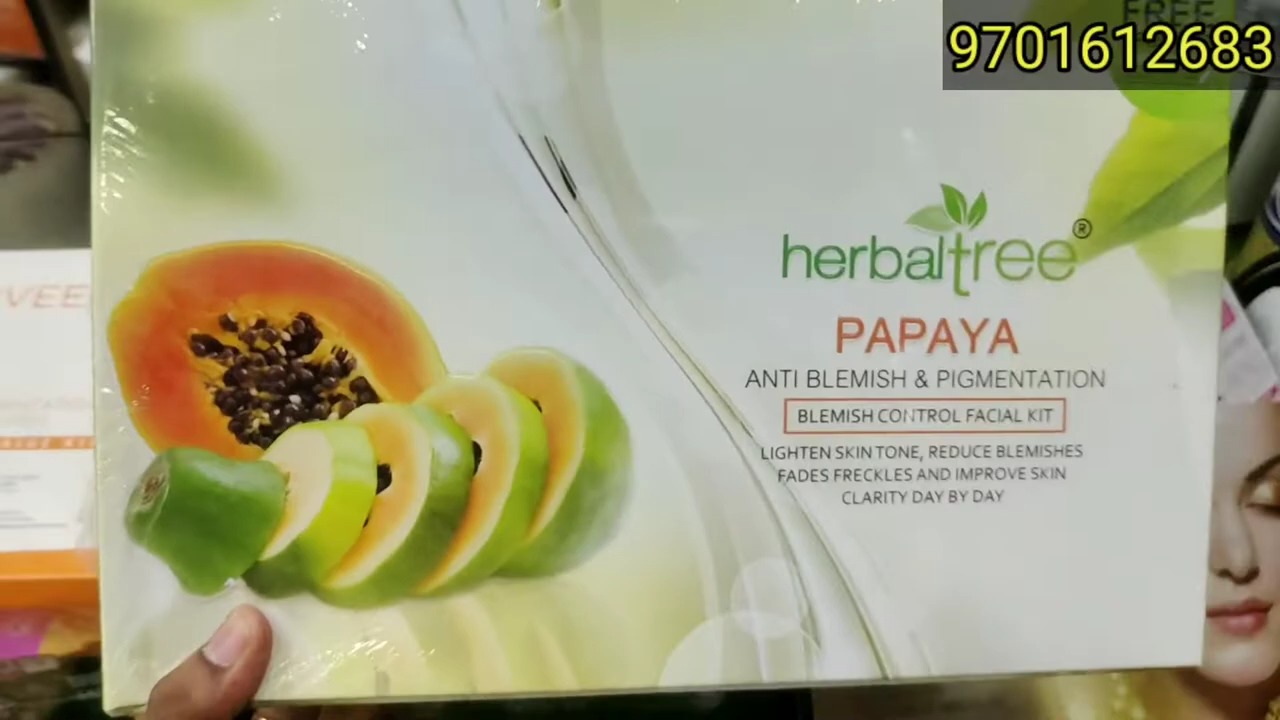 FREE
9701612683
herbaltree®
PAPAYA
ANTI BLEMISH & PIGMENTATION
BLEMISH CONTROL FACIAL KIT
LIGHTEN SKIN TONE, REDUCE BLEMISHES
FADES FRECKLES AND IMPROVE SKIN
CLARITY DAY BY DAY